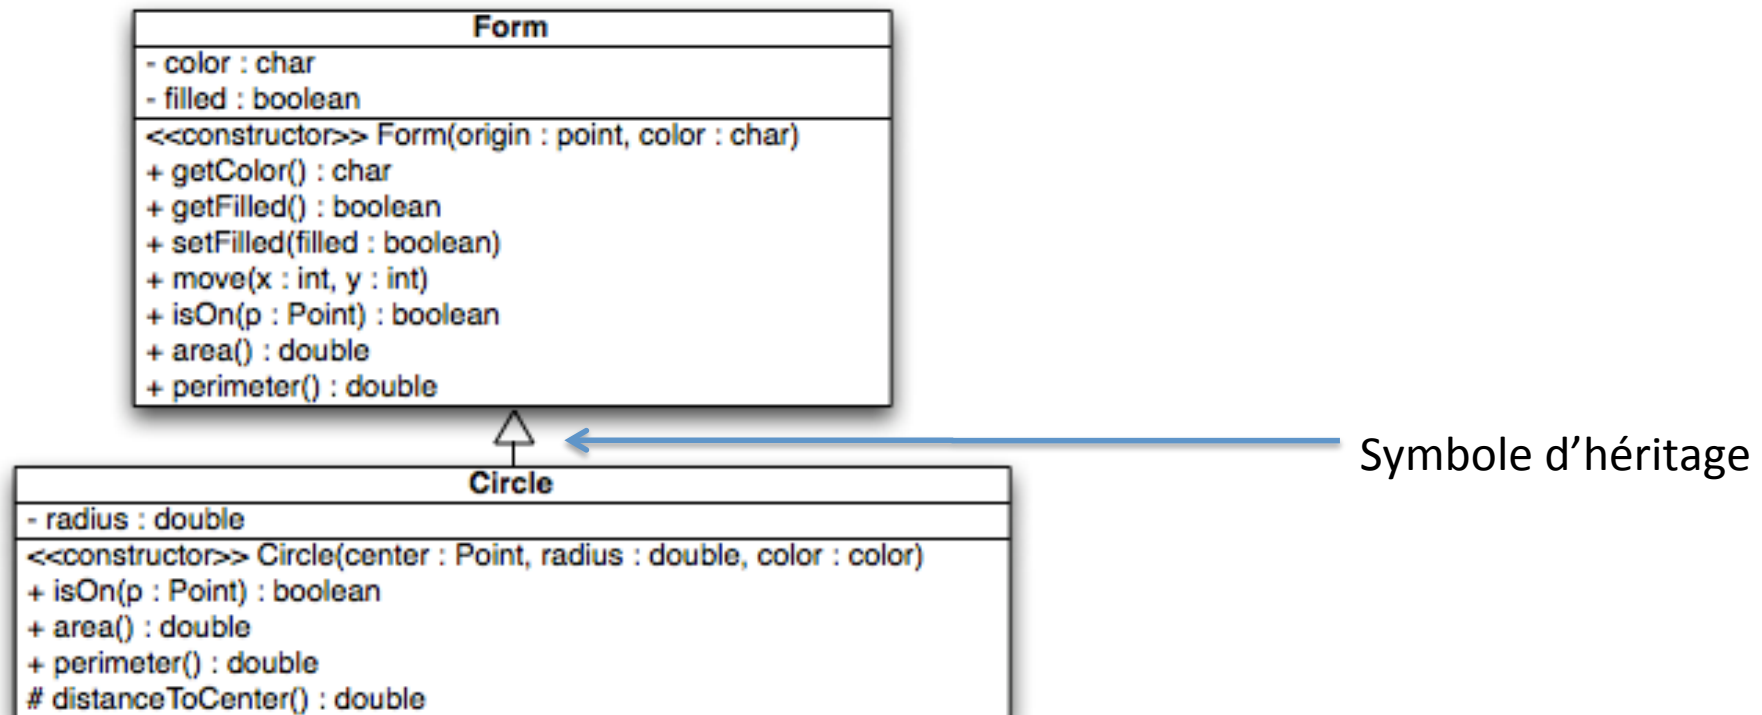 Form
- color : char
- filled : boolean
<<constructor>> Form(origin : point, color : char)
+ getColor() : char
+ getFilled() : boolean
+ setFilled(filled : boolean)
+ move(x : int, y : int)
+ isOn(p : Point) : boolean
+ area() : double
+ perimeter() : double
Symbole d’héritage
Circle
- radius : double
<<constructor>> Circle(center : Point, radius : double, color : color)
+ isOn(p : Point) : boolean
+ area() : double
+ perimeter() : double
# distanceToCenter() : double